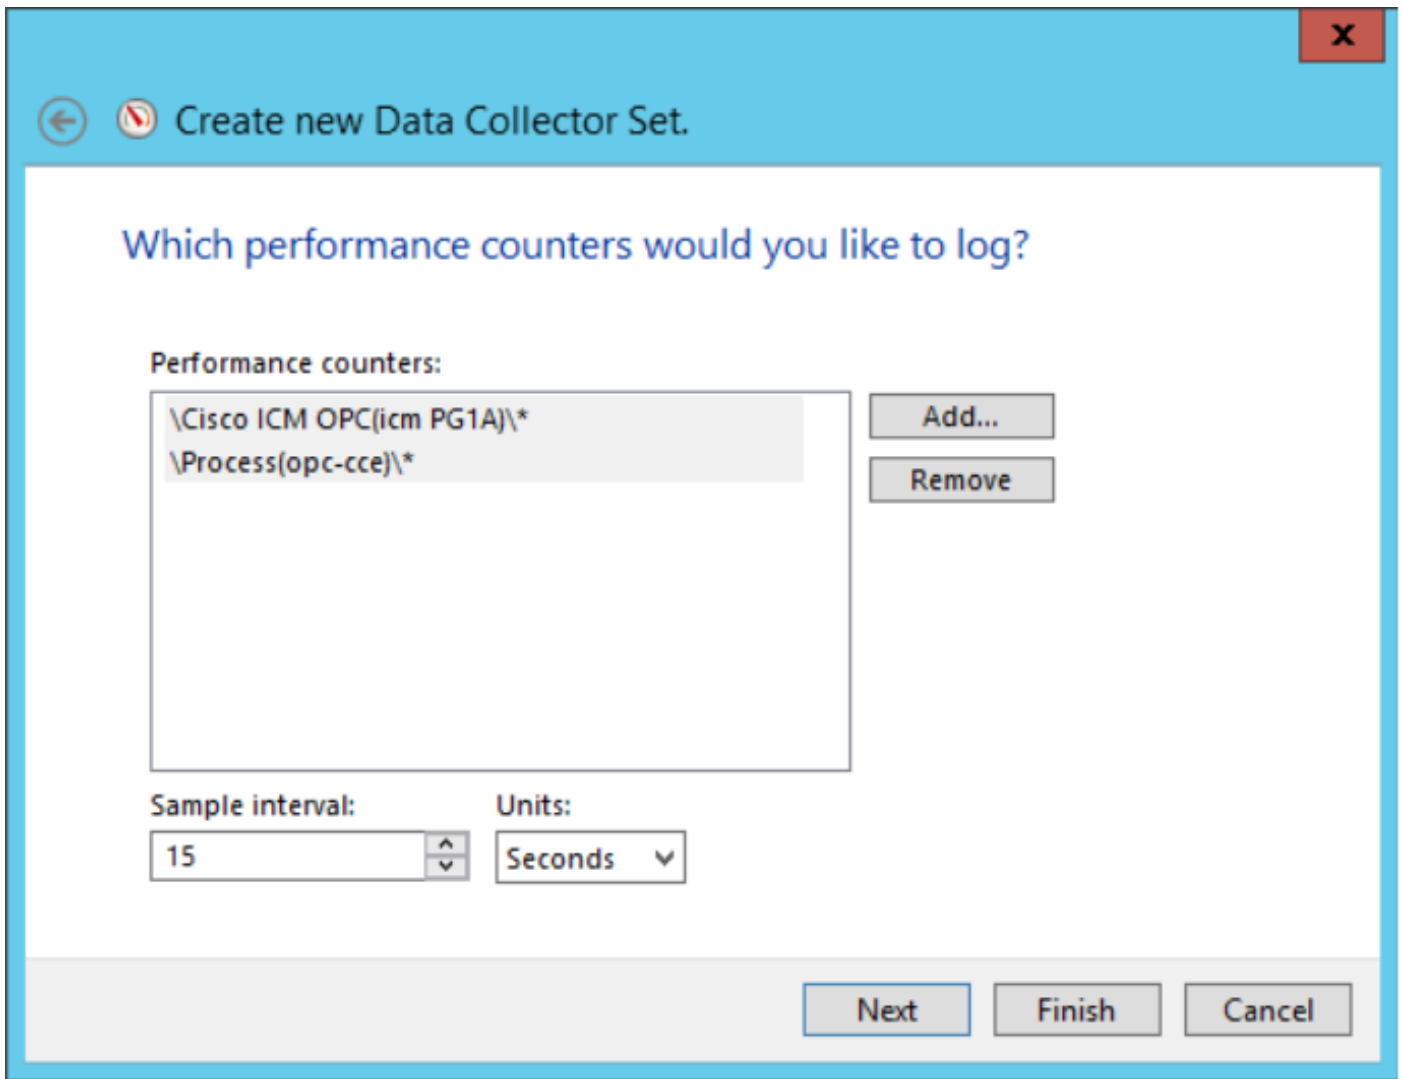 x
Create new Data Collector Set.
Which performance counters would you like to log?
Performance counters:
\Cisco ICM OPC(icm PG1A)\*
\Process(opc-cce)\*
Add...
Remove
Sample interval:
Units:
15
Seconds
Next
Finish
Cancel